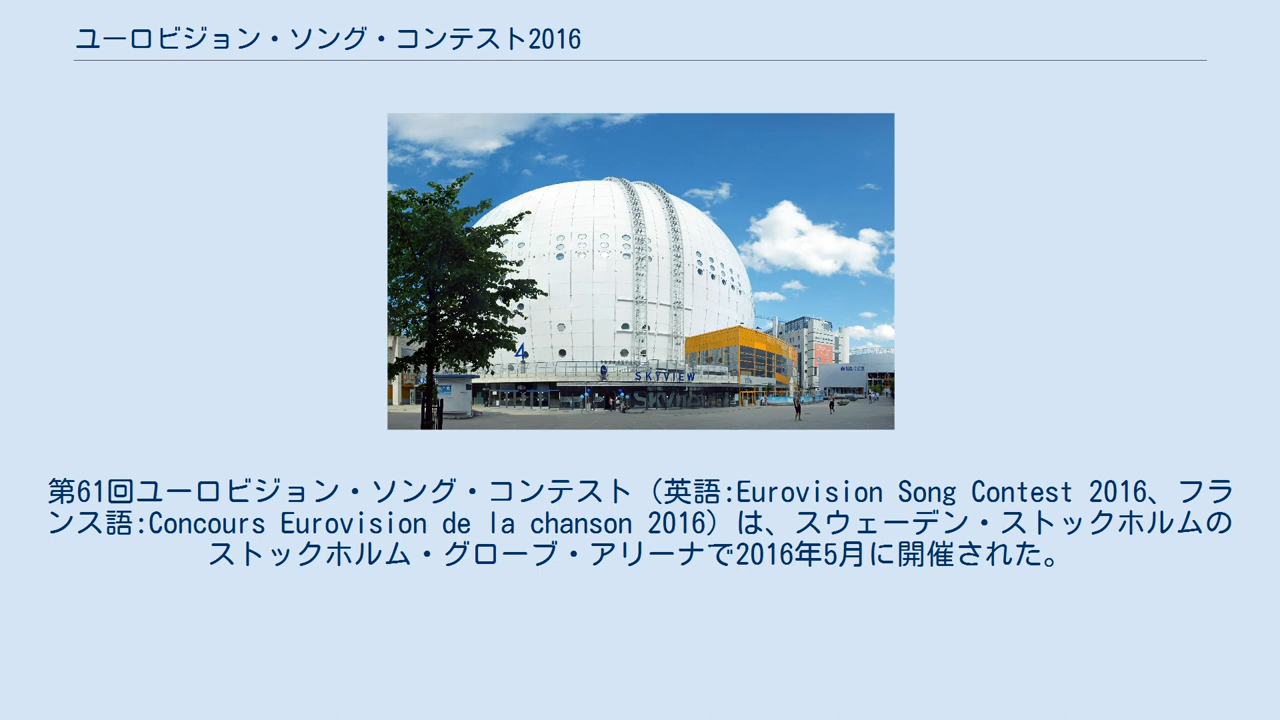 ユーロビジョン・ソング・コンテスト2016
SKYVIEW
第61回ユーロビジョン・ソング・コンテスト（英語:Eurovision Song Contest 2016、フラ
ンス語:Concours Eurovision de la chanson 2016）は、スウェーデン・ストックホルムの
ストックホルム・グローブ・アリーナで2016年5月に開催された。